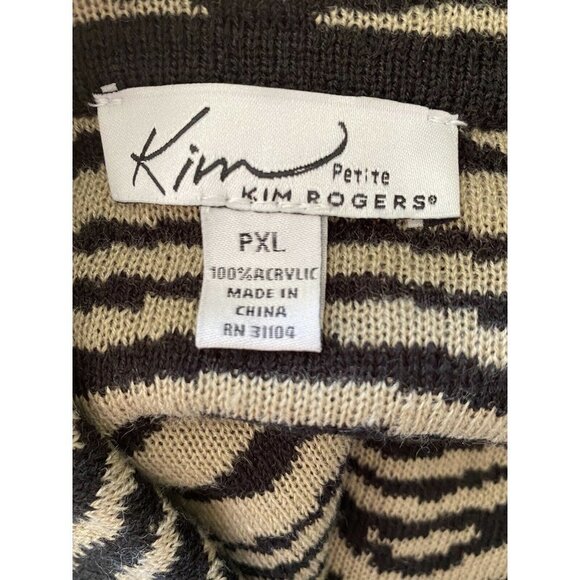 Kim
Petite
KIM ROGERS®
PXL
100% ACRYLIC
MADE IN
CHINA
RN 31104